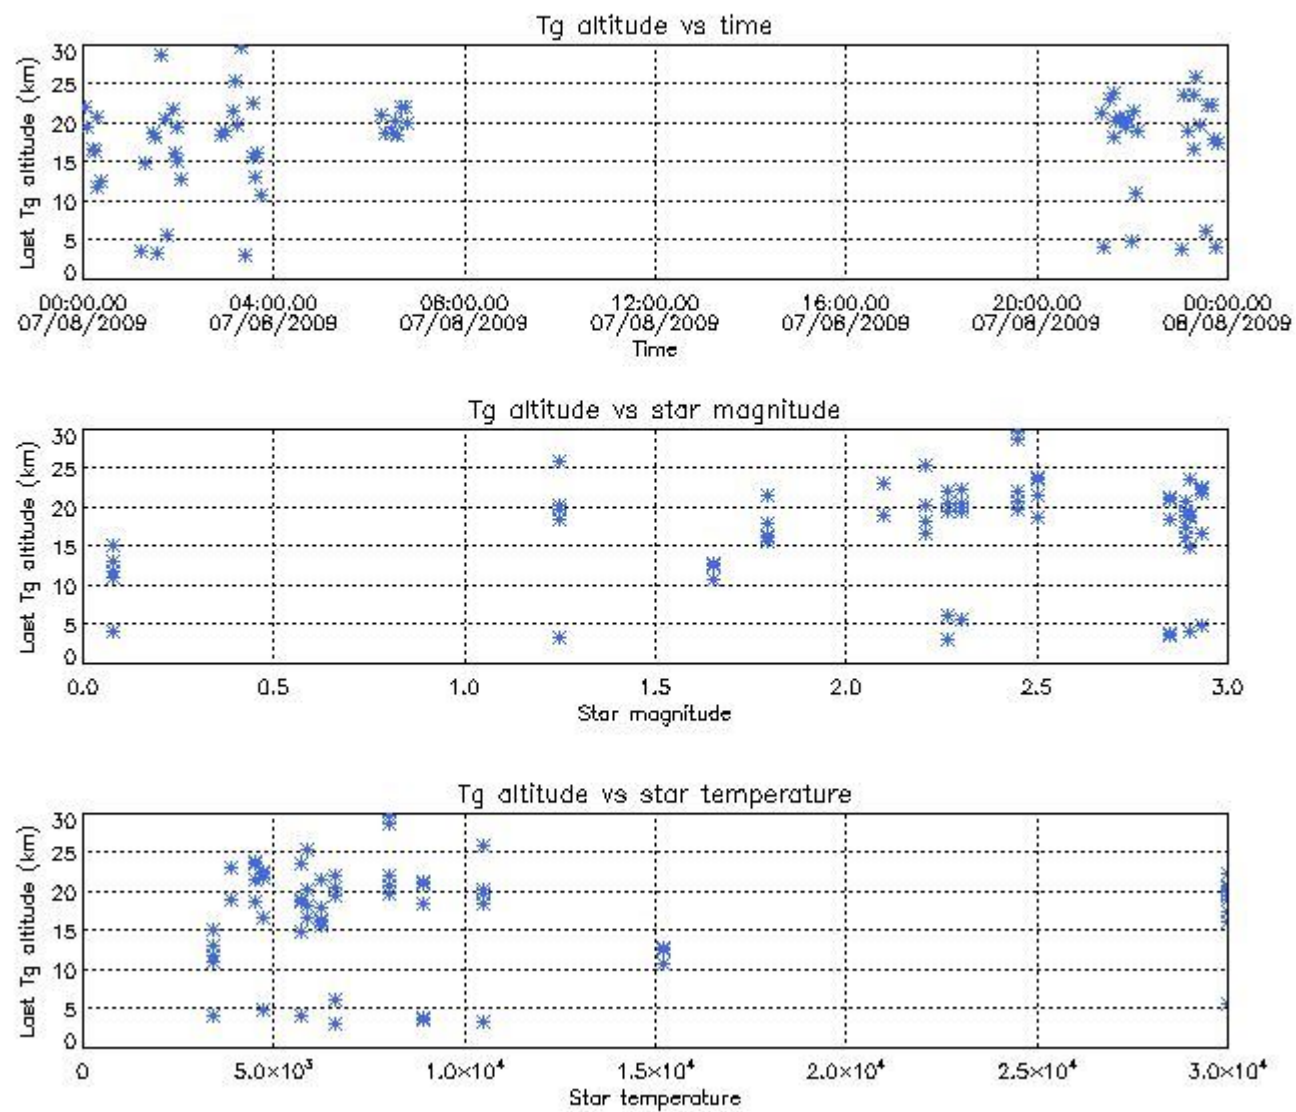 Tg altitude vs time
Last Tg altitude (km)
30
25
20
15
10
5
0
00:00.00 04:00.00 08:00.00 12:00.00 16:00.00 20:00.00 00:00.00
07/08/2009 07/08/2009 07/08/2009 07/08/2009 07/08/2009 07/08/2009 08/08/2009
Time
Tg altitude vs star magnitude
Last Tg altitude (km)
30
25
20
15
10
5
0
0.0 0.5 1.0 1.5 2.0 2.5 3.0
Star magnitude
Tg altitude vs star temperature
Last Tg altitude (km)
30
25
20
15
10
5
0
0 5.0×10³ 1.0×10⁴ 1.5×10⁴ 2.0×10⁴ 2.5×10⁴ 3.0×10⁴
Star temperature